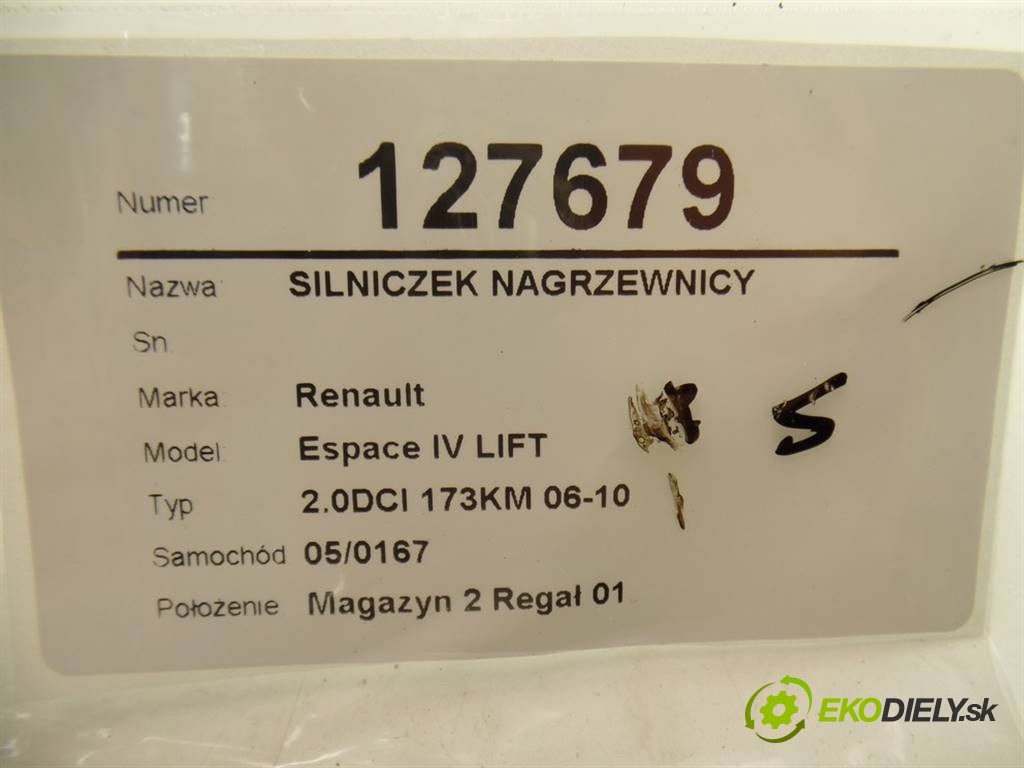 Numer 127679
Nazwa SILNICZEK NAGRZEWNICY
Sn
Marka Renault
Model Espace IV LIFT
Typ 2.0DCI 173KM 06-10
S
Samochód 05/0167
Położenie Magazyn 2 Regał 01
EKODIELY.sk